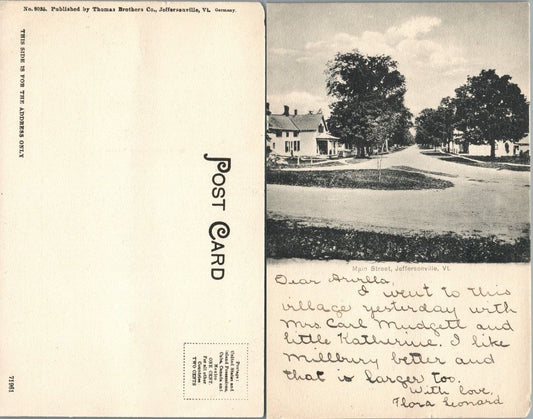 No. 8095. Published by Thomas Brothers Co., Jeffersonville, Vt. Germany.
THIS SIDE IS FOR THE ADDRESS ONLY
POST CARD
Postage:
United States and
Island Possessions,
Cuba, Canada and
Mexico
ONE CENT.
For all other
Countries
TWO CENTS
71961
Main Street, Jeffersonville, Vt.
Dear
I went to this
village yesterday with
Mrs. Carl Mudgett and
little Katherine. I like
Millbury better and
that is larger too.
With love,
Flora Leonard